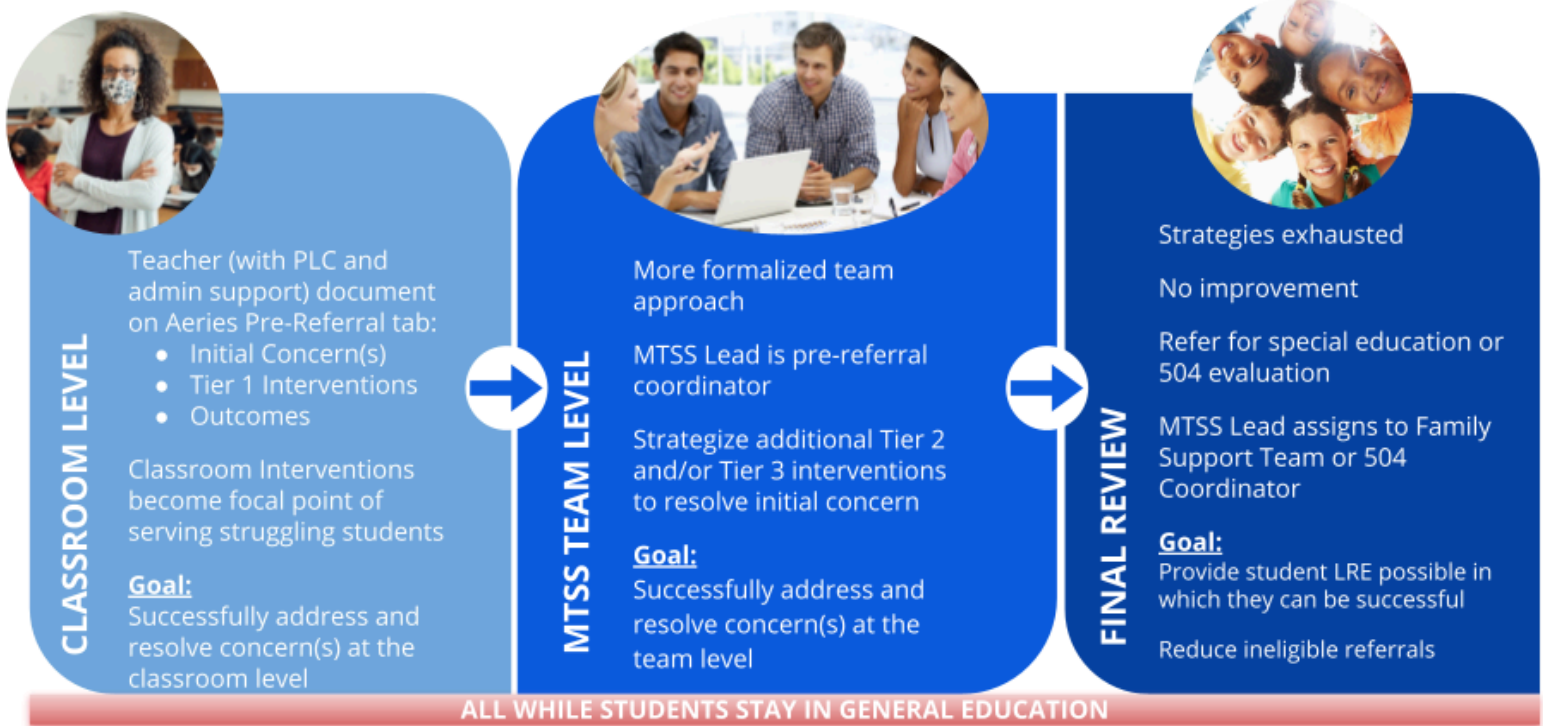 CLASSROOM LEVEL
Teacher (with PLC and
admin support) document
on Aeries Pre-Referral tab:
● Initial Concern(s)
● Tier 1 Interventions
● Outcomes
Classroom Interventions
become focal point of
serving struggling students
Goal:
Successfully address and
resolve concern(s) at the
classroom level
MTSS TEAM LEVEL
More formalized team
approach
MTSS Lead is pre-referral
coordinator
Strategize additional Tier 2
and/or Tier 3 interventions
to resolve initial concern
Goal:
Successfully address and
resolve concern(s) at the
team level
FINAL REVIEW
Strategies exhausted
No improvement
Refer for special education or
504 evaluation
MTSS Lead assigns to Family
Support Team or 504
Coordinator
Goal:
Provide student LRE possible in
which they can be successful
Reduce ineligible referrals
ALL WHILE STUDENTS STAY IN GENERAL EDUCATION